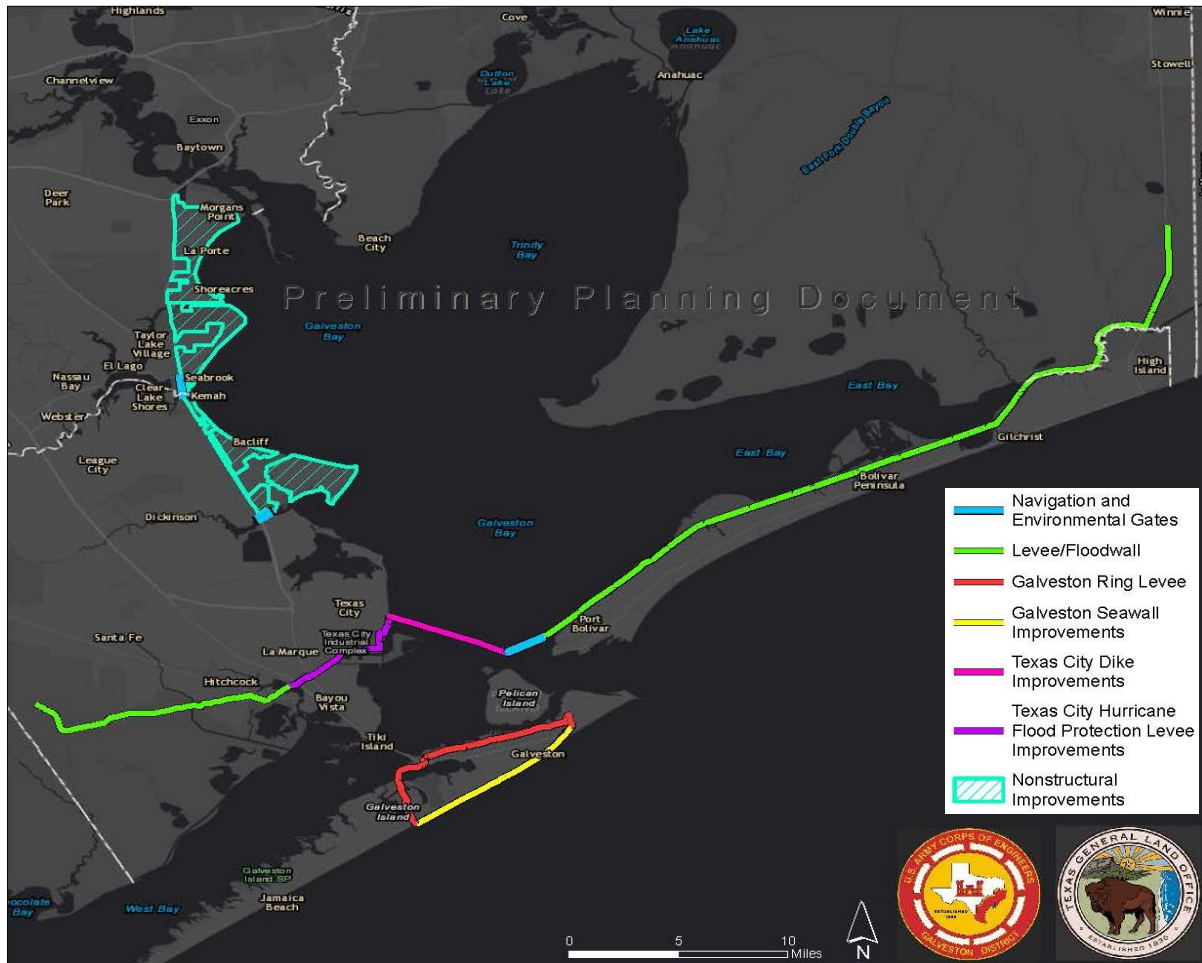 Highlands
Cove
Lake
Anahuac
Anahuac
Winnie
Stowell
Channelview
Dutton
Lake
Anahuac
Exxon
Baytown
East Fork Double Bayou
Deer
Park
Morgans
Point
Beach
City
Trinity
Bay
La Porte
Shoreacres
Preliminary Planning Document
Galveston
Bay
Taylor
Lake
Village
El Lago
Nassau
Bay
Clear
Lake
Shores
Seabrook
Kemah
Webster
East Bay
High
Island
Bacliff
League
City
East
Bay
Gilchrist
Bolivar
Peninsula
Dickinson
Galveston
Bay
Texas
City
Texas City
Industrial
Complex
Port
Bolivar
Santa Fe
La Marque
Hitchcock
Bayou
Vista
Pelican
Island
Tiki
Island
Galveston
Galveston
Island
Galveston
Island SP
Jamaica
Beach
West Bay
Bay
Navigation and
Environmental Gates
Levee/Floodwall
Galveston Ring Levee
Galveston Seawall
Improvements
Texas City Dike
Improvements
Texas City Hurricane
Flood Protection Levee
Improvements
Nonstructural
Improvements
0 5 10
Miles
N
U.S. ARMY CORPS OF ENGINEERS
GALVESTON DISTRICT
TEXAS GENERAL LAND OFFICE
ESTABLISHED 1836